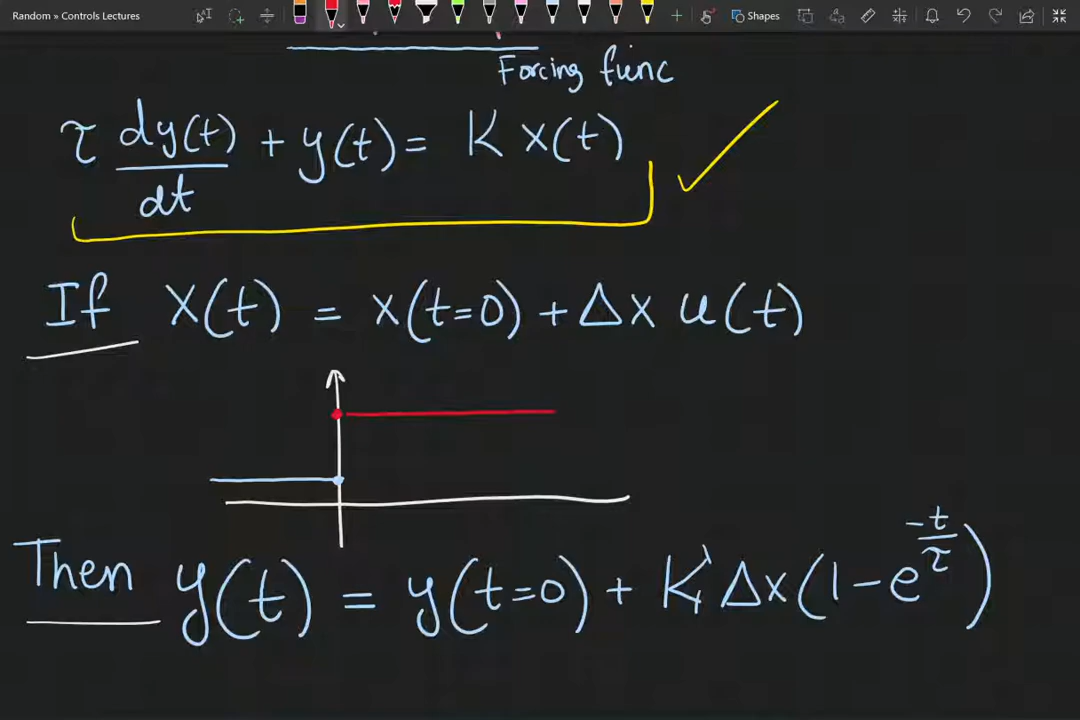 Random » Controls Lectures
Shapes
Forcing func
τ dy(t)/dt + y(t) = K x(t)
If x(t) = x(t=0) + Δx u(t)
Then y(t) = y(t=0) + K Δx (1 - e^(-t/τ))